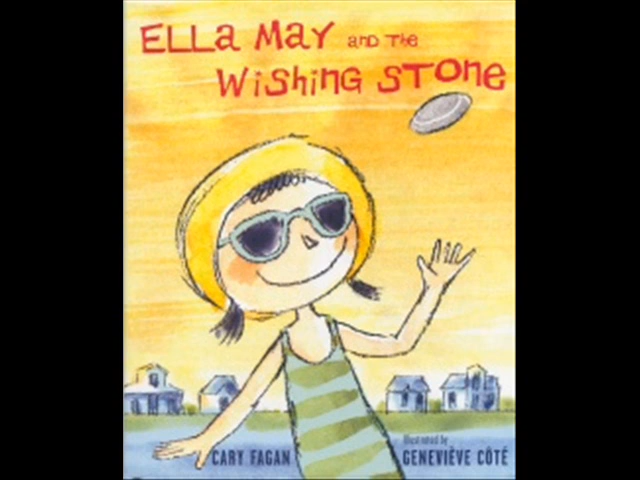 ELLA MAY AND THE
WISHING STONE
Illustrated by
CARY FAGAN GENEVIÈVE CÔTÉ